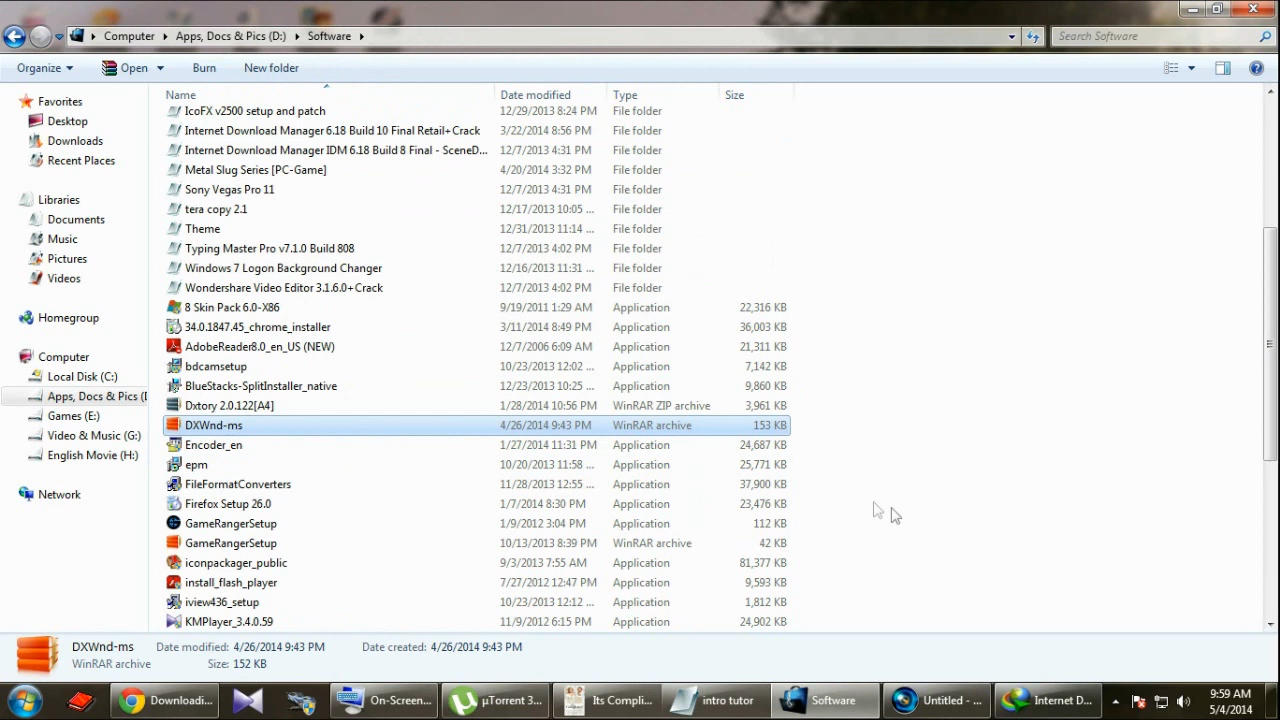 Computer Apps, Docs & Pics (D:) Software Search Software
Organize Open Burn New folder
Name Date modified Type Size
Favorites
Desktop
Downloads
Recent Places
Libraries
Documents
Music
Pictures
Videos
Homegroup
Computer
Local Disk (C:)
Apps, Docs & Pics (D
Games (E:)
Video & Music (G:)
English Movie (H:)
Network
IcoFX v2500 setup and patch 12/29/2013 8:24 PM File folder
Internet Download Manager 6.18 Build 10 Final Retail+Crack 3/22/2014 8:56 PM File folder
Internet Download Manager IDM 6.18 Build 8 Final - SceneD... 12/7/2013 4:31 PM File folder
Metal Slug Series [PC-Game] 4/20/2014 3:32 PM File folder
Sony Vegas Pro 11 12/7/2013 4:31 PM File folder
tera copy 2.1 12/17/2013 10:05 ... File folder
Theme 12/31/2013 11:14 ... File folder
Typing Master Pro v7.1.0 Build 808 12/7/2013 4:02 PM File folder
Windows 7 Logon Background Changer 12/16/2013 11:31 ... File folder
Wondershare Video Editor 3.1.6.0+Crack 12/7/2013 4:02 PM File folder
8 Skin Pack 6.0-X86 9/19/2011 1:29 AM Application 22,316 KB
34.0.1847.45_chrome_installer 3/11/2014 8:49 PM Application 36,003 KB
AdobeReader8.0_en_US (NEW) 12/7/2006 6:09 AM Application 21,311 KB
bdcamsetup 10/23/2013 12:02 ... Application 7,142 KB
BlueStacks-SplitInstaller_native 12/23/2013 10:25 ... Application 9,860 KB
Dxtory 2.0.122[A4] 1/28/2014 10:56 PM WinRAR ZIP archive 3,961 KB
DXWnd-ms 4/26/2014 9:43 PM WinRAR archive 153 KB
Encoder_en 1/27/2014 11:31 PM Application 24,687 KB
epm 10/20/2013 11:58 ... Application 25,771 KB
FileFormatConverters 11/28/2013 12:55 ... Application 37,900 KB
Firefox Setup 26.0 1/7/2014 8:30 PM Application 23,476 KB
GameRangerSetup 1/9/2012 3:04 PM Application 112 KB
GameRangerSetup 10/13/2013 8:39 PM WinRAR archive 42 KB
iconpackager_public 9/3/2013 7:55 AM Application 81,377 KB
install_flash_player 7/27/2012 12:47 PM Application 9,593 KB
iview436_setup 10/23/2013 12:12 ... Application 1,812 KB
KMPlayer_3.4.0.59 11/9/2012 6:15 PM Application 24,902 KB
DXWnd-ms Date modified: 4/26/2014 9:43 PM Date created: 4/26/2014 9:43 PM
WinRAR archive Size: 152 KB
Downloadi... On-Screen... µTorrent 3.... Its Compli... intro tutor Software Untitled - ... Internet D... 9:59 AM
5/4/2014